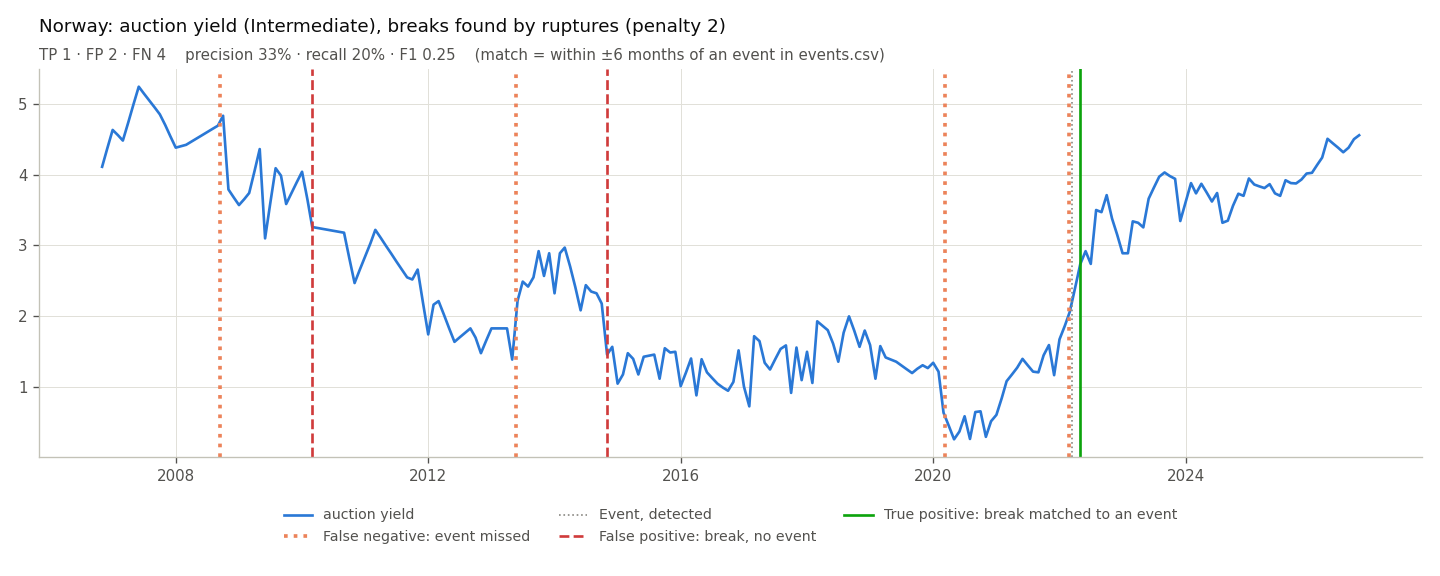 Norway: auction yield (Intermediate), breaks found by ruptures (penalty 2)
TP 1 · FP 2 · FN 4    precision 33% · recall 20% · F1 0.25    (match = within ±6 months of an event in events.csv)
5
4
3
2
1
2008 2012 2016 2020 2024
auction yield
False negative: event missed
Event, detected
False positive: break, no event
True positive: break matched to an event